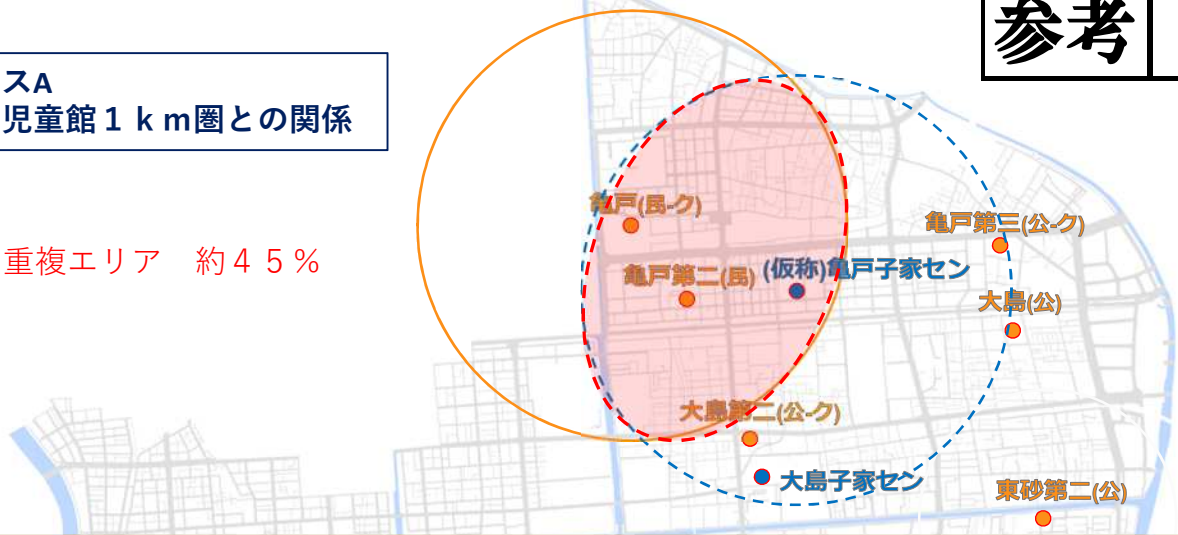 参考
スA
児童館１ｋｍ圏との関係
重複エリア　約４５％
亀戸(民-ク)
亀戸第三(公-ク)
亀戸第二(民)
(仮称)亀戸子家セン
大島(公)
大島第二(公-ク)
大島子家セン
東砂第二(公)